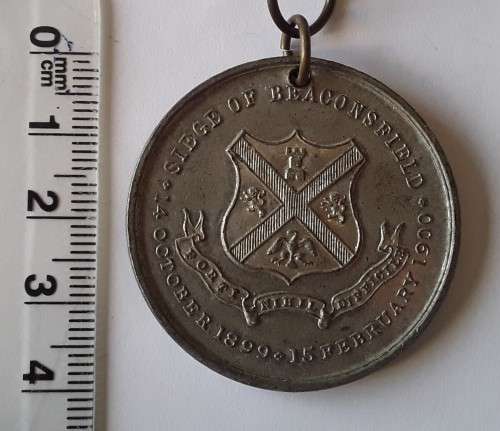 0
mm
cm
1
2
3
4
SIEGE OF BEACONSFIELD
14 OCTOBER 1899 15 FEBRUARY 1900
FORTI NIHIL DIFFICILE